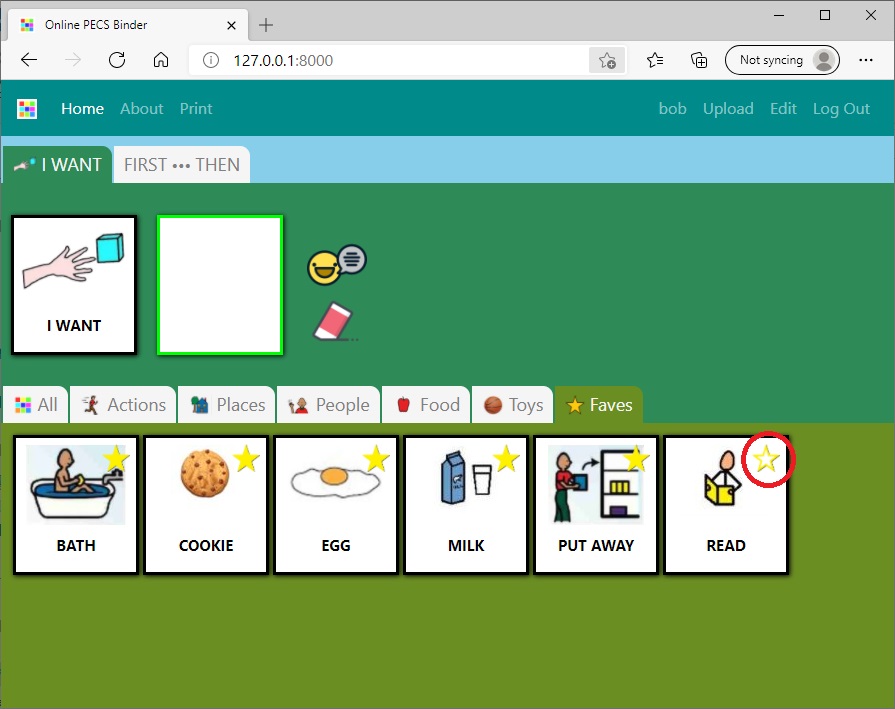 Online PECS Binder
127.0.0.1:8000
Not syncing
Home About Print bob Upload Edit Log Out
I WANT FIRST ••• THEN
I WANT
All Actions Places People Food Toys Faves
BATH COOKIE EGG MILK PUT AWAY READ